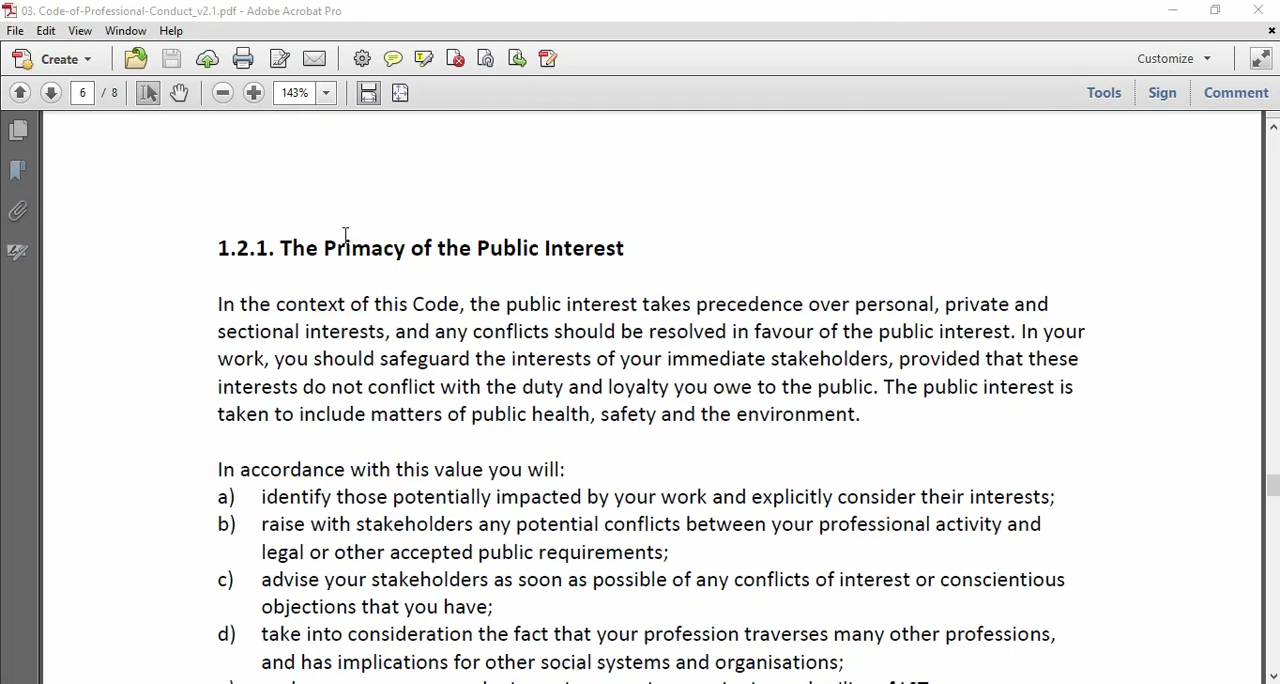 03. Code-of-Professional-Conduct_v2.1.pdf - Adobe Acrobat Pro
File Edit View Window Help
Create Customize
6 / 8 143% Tools Sign Comment
1.2.1. The Primacy of the Public Interest
In the context of this Code, the public interest takes precedence over personal, private and
sectional interests, and any conflicts should be resolved in favour of the public interest. In your
work, you should safeguard the interests of your immediate stakeholders, provided that these
interests do not conflict with the duty and loyalty you owe to the public. The public interest is
taken to include matters of public health, safety and the environment.
In accordance with this value you will:
a) identify those potentially impacted by your work and explicitly consider their interests;
b) raise with stakeholders any potential conflicts between your professional activity and
legal or other accepted public requirements;
c) advise your stakeholders as soon as possible of any conflicts of interest or conscientious
objections that you have;
d) take into consideration the fact that your profession traverses many other professions,
and has implications for other social systems and organisations;